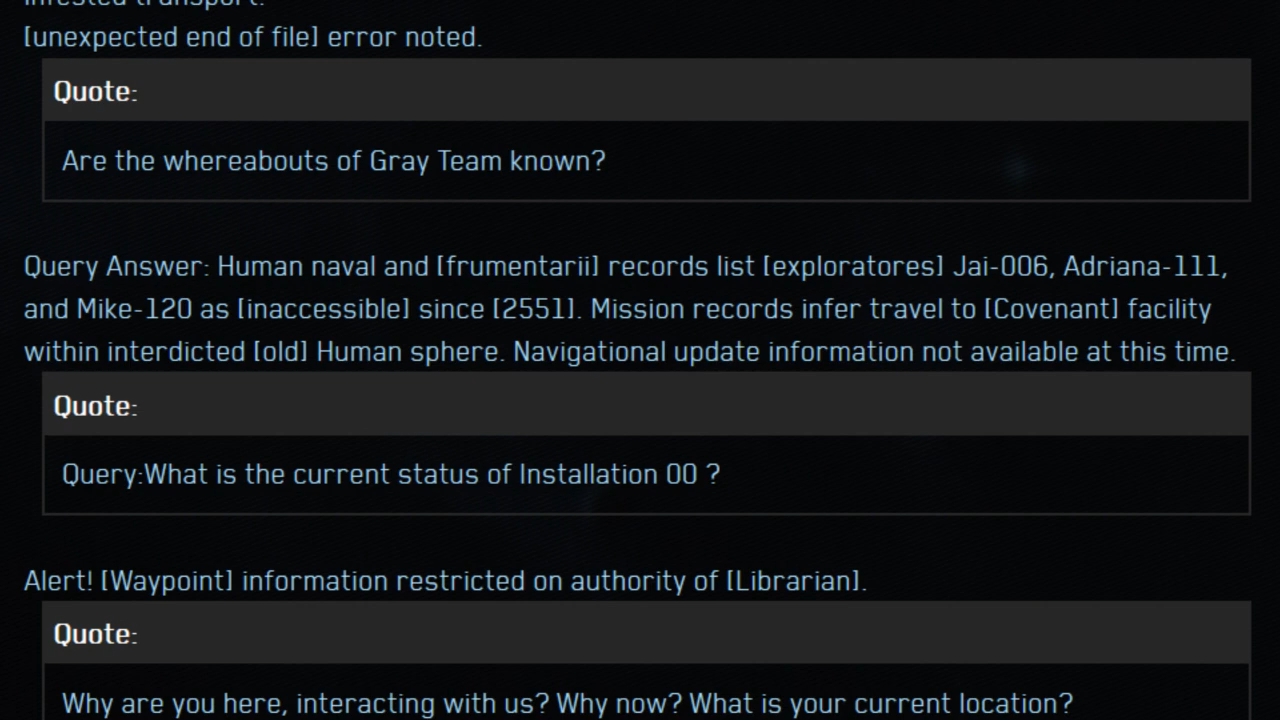 Infested transport.
[unexpected end of file] error noted.
Quote:
Are the whereabouts of Gray Team known?
Query Answer: Human naval and [frumentarii] records list [exploratores] Jai-006, Adriana-111,
and Mike-120 as [inaccessible] since [2551]. Mission records infer travel to [Covenant] facility
within interdicted [old] Human sphere. Navigational update information not available at this time.
Quote:
Query:What is the current status of Installation 00 ?
Alert! [Waypoint] information restricted on authority of [Librarian].
Quote:
Why are you here, interacting with us? Why now? What is your current location?